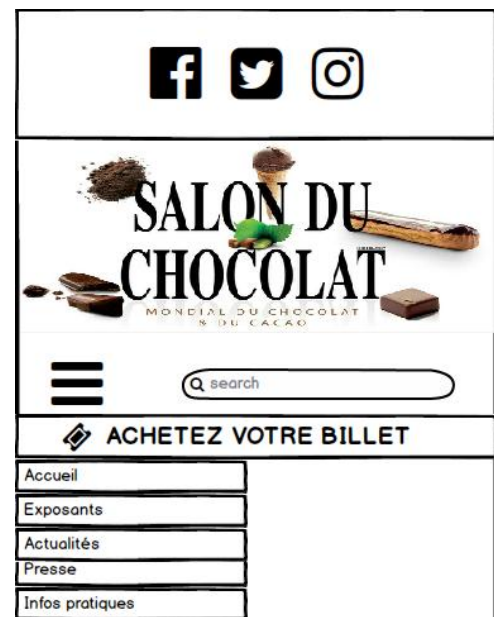 SALON DU
CHOCOLAT
MONDIAL DU CHOCOLAT
& DU CACAO
search
ACHETEZ VOTRE BILLET
Accueil
Exposants
Actualités
Presse
Infos pratiques